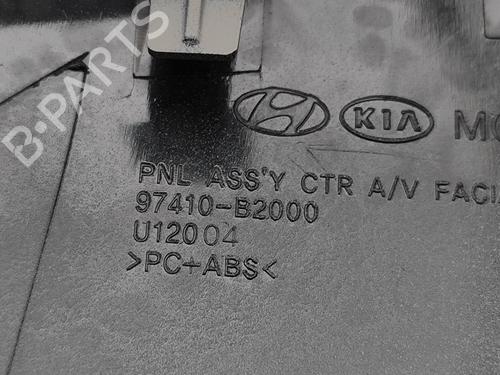 B-PARTS
KIA
PNL ASS'Y CTR A/V
97410-B2000
U12004
>PC+ABS<